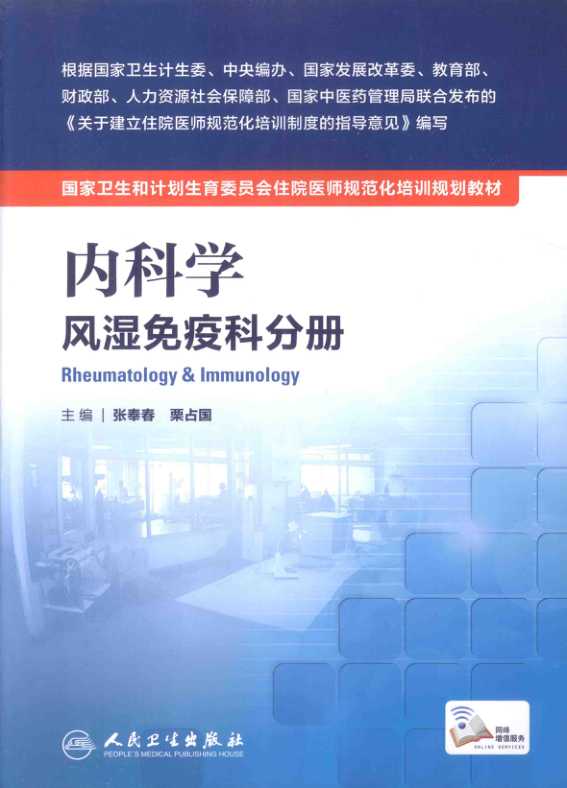 根据国家卫生计生委、中央编办、国家发展改革委、教育部、
财政部、人力资源社会保障部、国家中医药管理局联合发布的
《关于建立住院医师规范化培训制度的指导意见》编写
国家卫生和计划生育委员会住院医师规范化培训规划教材
内科学
风湿免疫科分册
Rheumatology & Immunology
主 编 | 张奉春 栗占国
人民卫生出版社
PEOPLE'S MEDICAL PUBLISHING HOUSE
网络
增值服务
ONLINE SERVICES